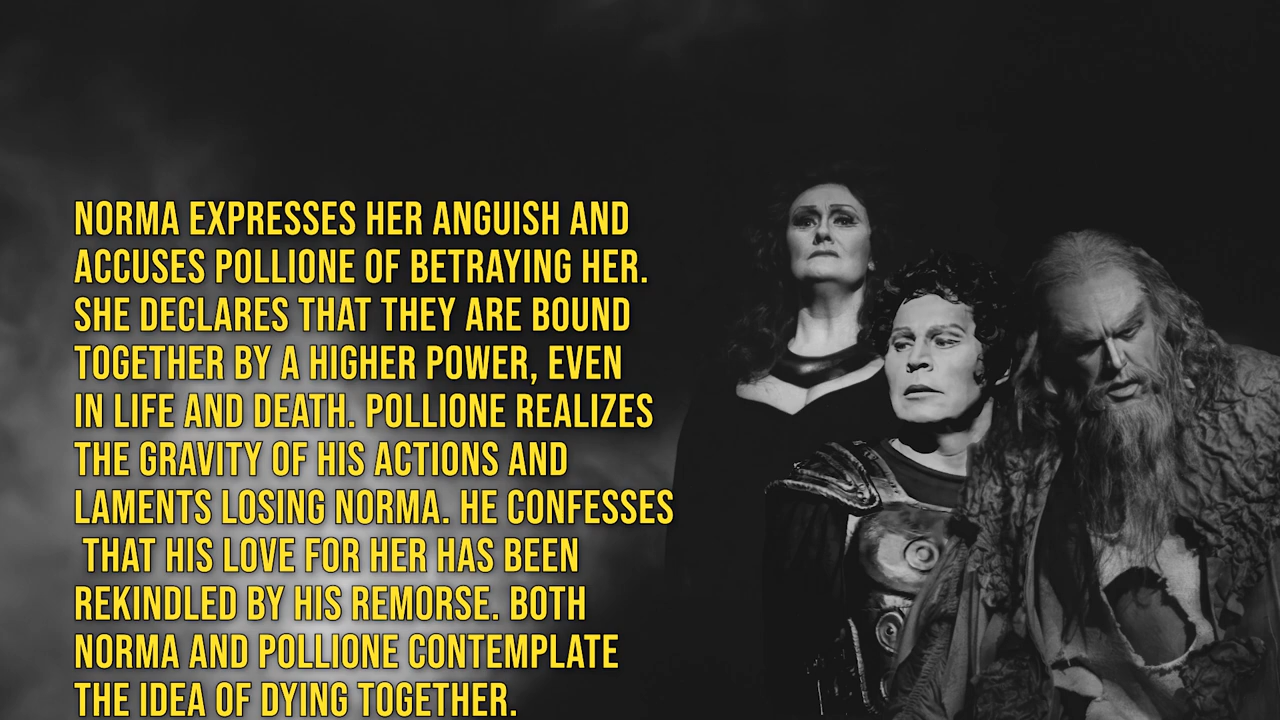 NORMA EXPRESSES HER ANGUISH AND
ACCUSES POLLIONE OF BETRAYING HER.
SHE DECLARES THAT THEY ARE BOUND
TOGETHER BY A HIGHER POWER, EVEN
IN LIFE AND DEATH. POLLIONE REALIZES
THE GRAVITY OF HIS ACTIONS AND
LAMENTS LOSING NORMA. HE CONFESSES
THAT HIS LOVE FOR HER HAS BEEN
REKINDLED BY HIS REMORSE. BOTH
NORMA AND POLLIONE CONTEMPLATE
THE IDEA OF DYING TOGETHER.